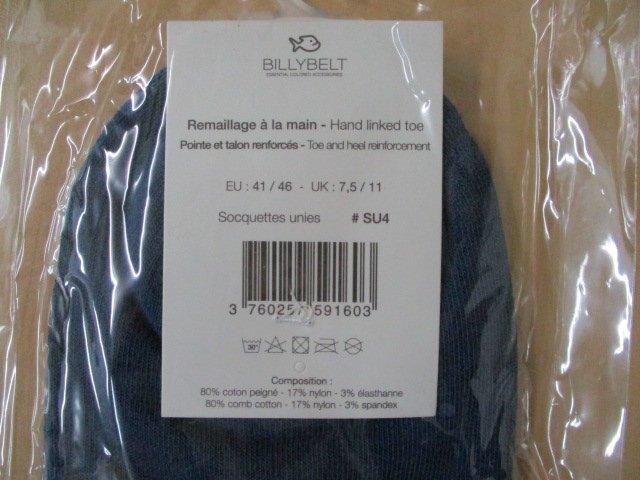 BILLYBELT
ESSENTIAL COLORED ACCESSORIES
Remaillage à la main - Hand linked toe
Pointe et talon renforcés - Toe and heel reinforcement
EU : 41 / 46 - UK : 7,5 / 11
Socquettes unies # SU4
3 760257 591603
30°
Composition :
80% coton peigné - 17% nylon - 3% élasthanne
80% comb cotton - 17% nylon - 3% spandex